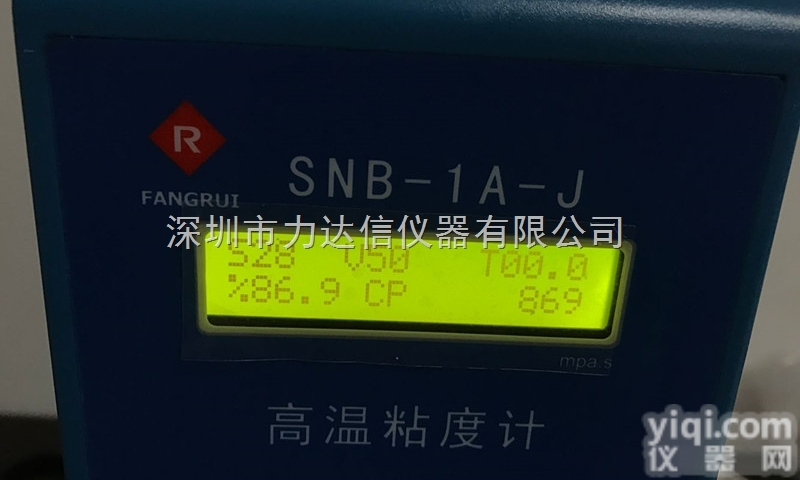 R
FANGRUI
SNB-1A-J
深圳市力达信仪器有限公司
S28 V50 T00.0
%86.9 CP 869
mpa.s
高温粘度计
yiqi.com
仪器网